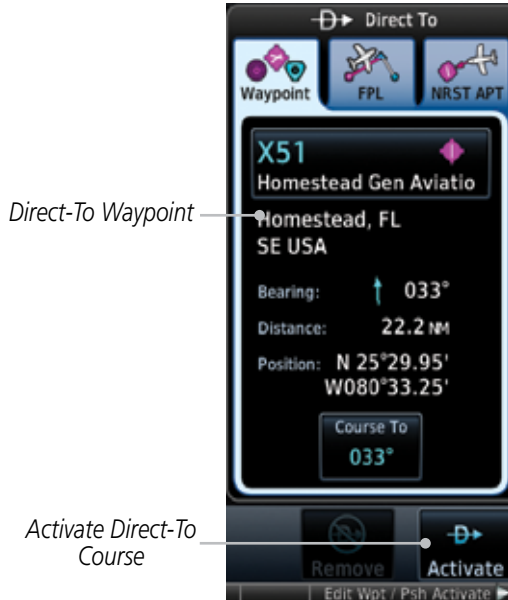 Direct To
Waypoint
FPL
NRST APT
X51
Homestead Gen Aviatio
Direct-To Waypoint
Homestead, FL
SE USA
Bearing: 033°
Distance: 22.2 NM
Position: N 25°29.95'
W080°33.25'
Course To
033°
Activate Direct-To
Course
Remove
Activate
Edit Wpt / Psh Activate